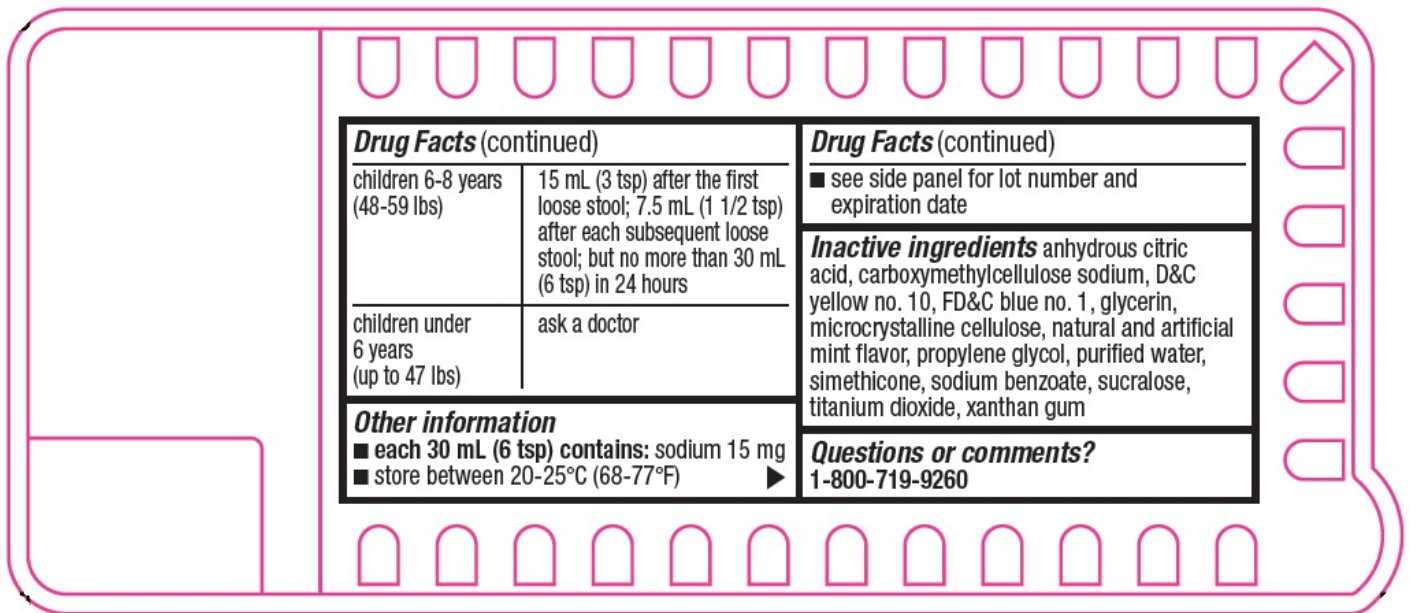 Drug Facts (continued)
children 6-8 years
(48-59 lbs)
15 mL (3 tsp) after the first
loose stool; 7.5 mL (1 1/2 tsp)
after each subsequent loose
stool; but no more than 30 mL
(6 tsp) in 24 hours
children under
6 years
(up to 47 lbs)
ask a doctor
Other information
■ each 30 mL (6 tsp) contains: sodium 15 mg
■ store between 20-25°C (68-77°F)
Drug Facts (continued)
■ see side panel for lot number and
expiration date
Inactive ingredients anhydrous citric
acid, carboxymethylcellulose sodium, D&C
yellow no. 10, FD&C blue no. 1, glycerin,
microcrystalline cellulose, natural and artificial
mint flavor, propylene glycol, purified water,
simethicone, sodium benzoate, sucralose,
titanium dioxide, xanthan gum
Questions or comments?
1-800-719-9260